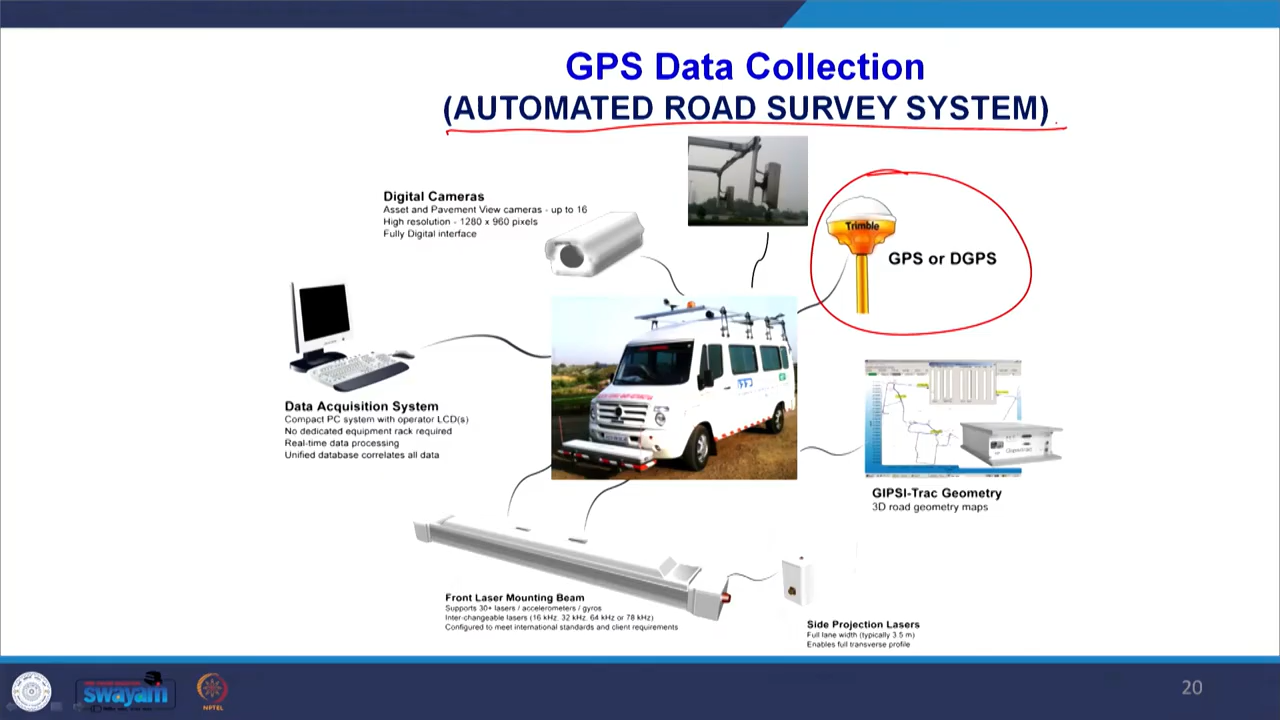 GPS Data Collection
(AUTOMATED ROAD SURVEY SYSTEM)
Digital Cameras
Asset and Pavement View cameras - up to 16
High resolution - 1280 x 960 pixels
Fully Digital interface
Trimble
GPS or DGPS
Data Acquisition System
Compact PC system with operator LCD(s)
No dedicated equipment rack required
Real-time data processing
Unified database correlates all data
GIPSI-Trac Geometry
3D road geometry maps
Front Laser Mounting Beam
Supports 30+ lasers / accelerometers / gyros
Inter-changeable lasers (16 kHz, 32 kHz, 64 kHz or 78 kHz)
Configured to meet international standards and client requirements
Side Projection Lasers
Full lane width (typically 3.5 m)
Enables full transverse profile
swayam
NPTEL
20